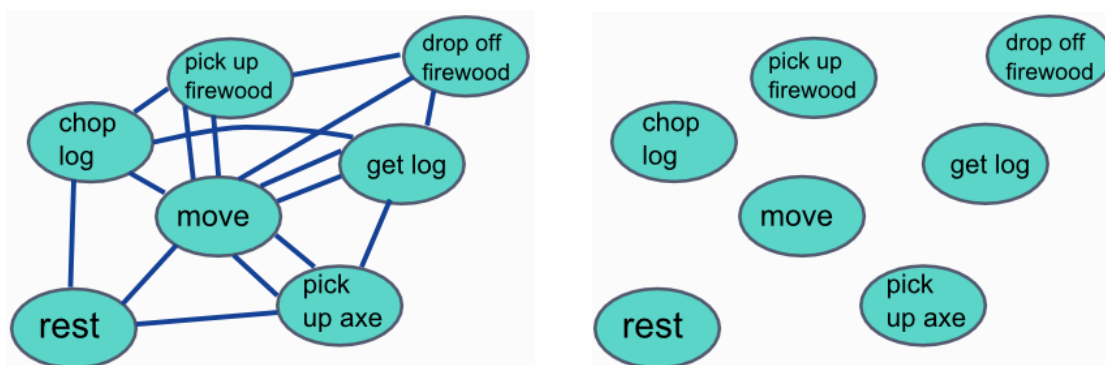 pick up
firewood
drop off
firewood
chop
log
get log
move
pick
up axe
rest
pick up
firewood
drop off
firewood
chop
log
get log
move
pick
up axe
rest